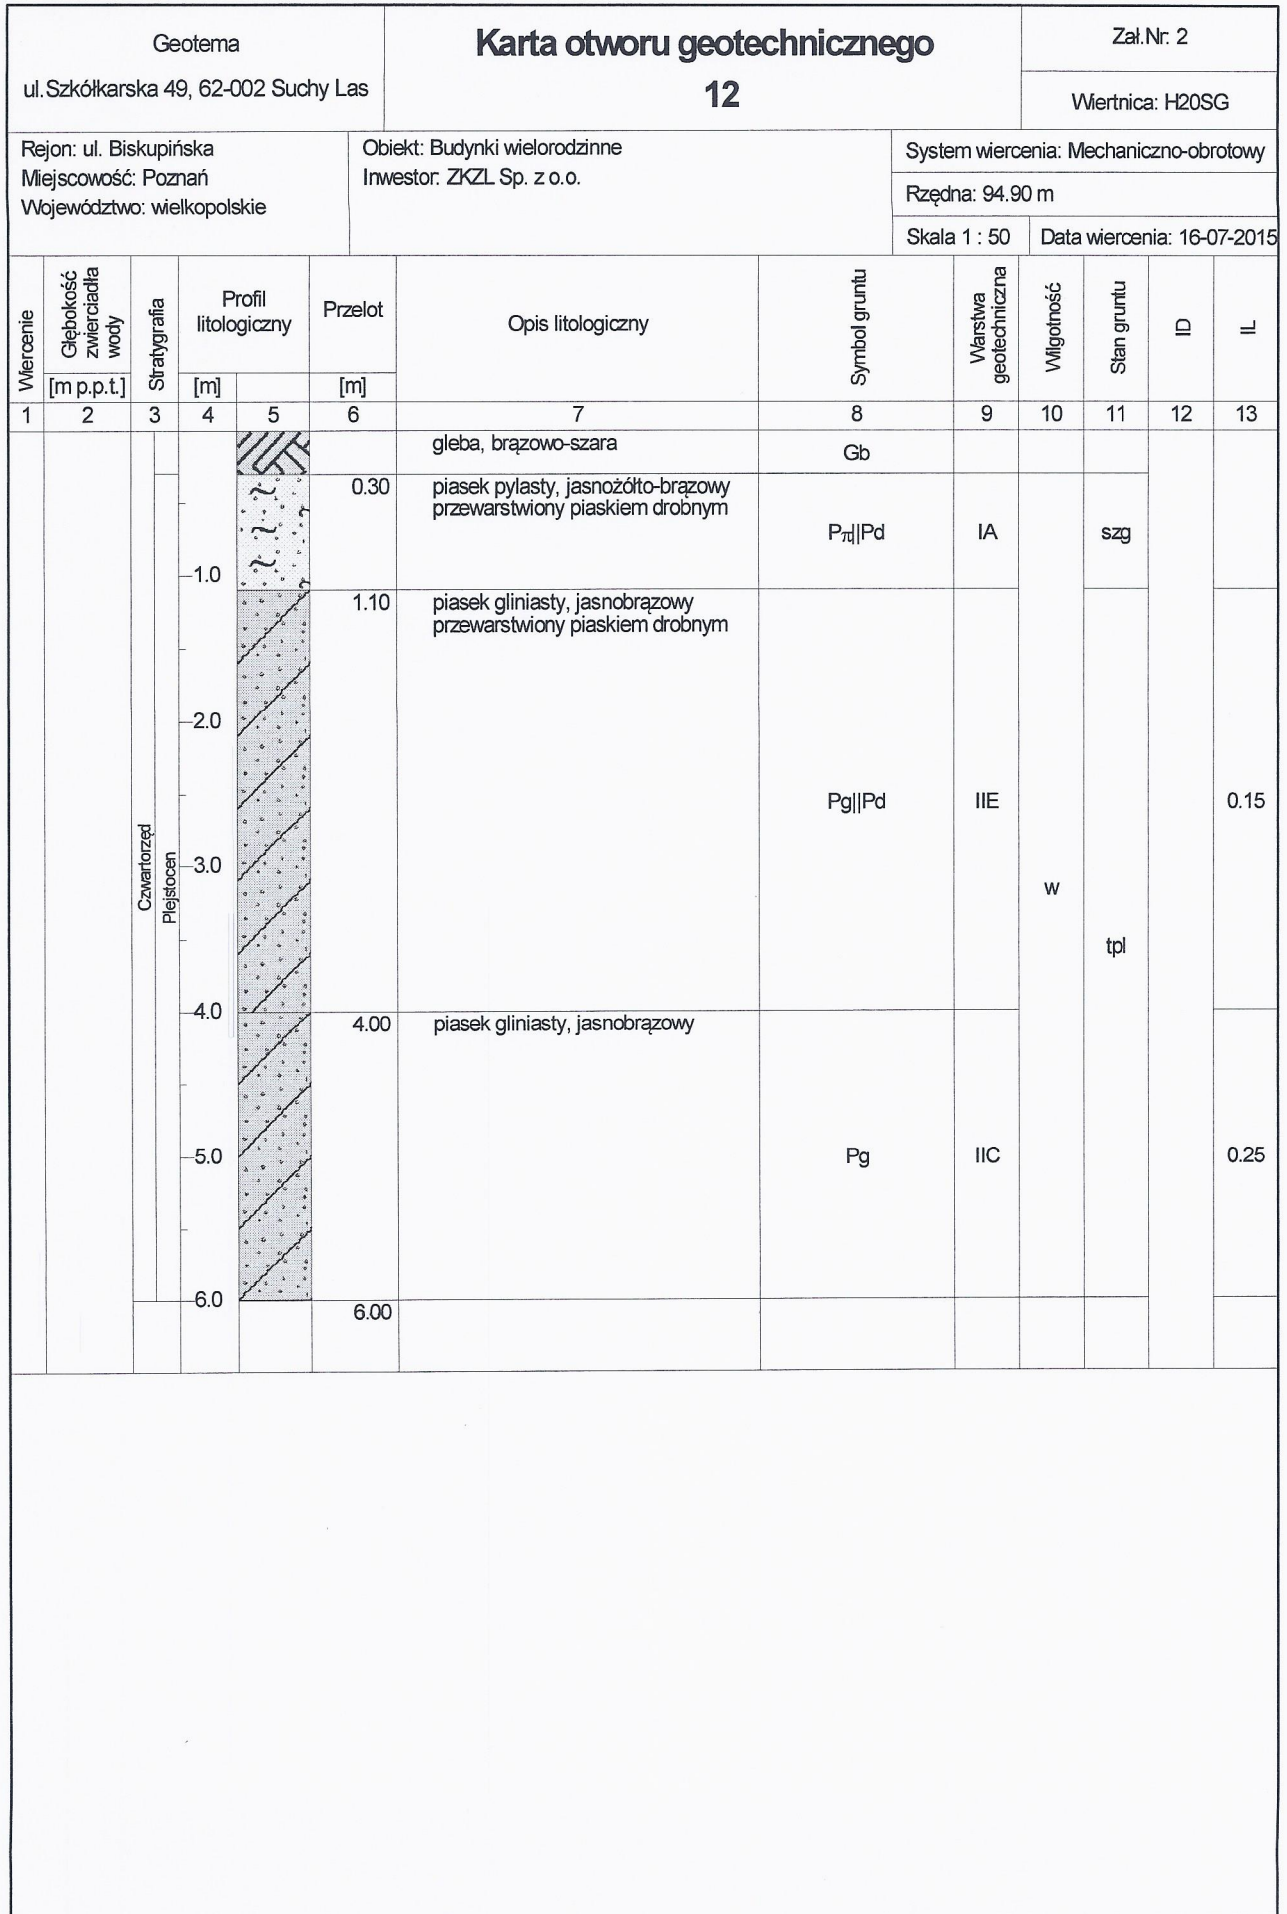 Geotema
ul.Szkółkarska 49, 62-002 Suchy Las
Karta otworu geotechnicznego
12
Zał.Nr: 2
Wiertnica: H20SG
Rejon: ul. Biskupińska
Miejscowość: Poznań
Województwo: wielkopolskie
Obiekt: Budynki wielorodzinne
Inwestor: ZKZL Sp. z o.o.
System wiercenia: Mechaniczno-obrotowy
Rzędna: 94.90 m
Skala 1 : 50
Data wiercenia: 16-07-2015
Wiercenie
Głębokość
zwierciadła
wody
[m p.p.t.]
Stratygrafia
Profil
litologiczny
[m]
Przelot
[m]
Opis litologiczny
Symbol gruntu
Warstwa
geotechniczna
Wilgotność
Stan gruntu
ID
IL
1 2 3 4 5 6 7 8 9 10 11 12 13
gleba, brązowo-szara
Gb
0.30
piasek pylasty, jasnożółto-brązowy
przewarstwiony piaskiem drobnym
Pπ||Pd
IA
szg
1.0
1.10
piasek gliniasty, jasnobrązowy
przewarstwiony piaskiem drobnym
2.0
Pg||Pd
IIE
0.15
Czwartorzęd
Plejstocen
3.0
w
tpl
4.0
4.00
piasek gliniasty, jasnobrązowy
5.0
Pg
IIC
0.25
6.0
6.00